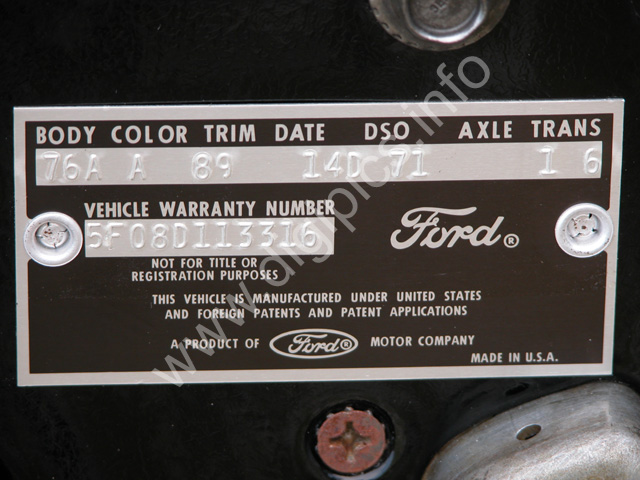 BODY COLOR TRIM DATE DSO AXLE TRANS
76A A 89 14D 71 1 6
VEHICLE WARRANTY NUMBER
5F08D113316
Ford®
NOT FOR TITLE OR
REGISTRATION PURPOSES
THIS VEHICLE IS MANUFACTURED UNDER UNITED STATES
AND FOREIGN PATENTS AND PATENT APPLICATIONS
A PRODUCT OF Ford® MOTOR COMPANY
MADE IN U.S.A.
www.digipics.info